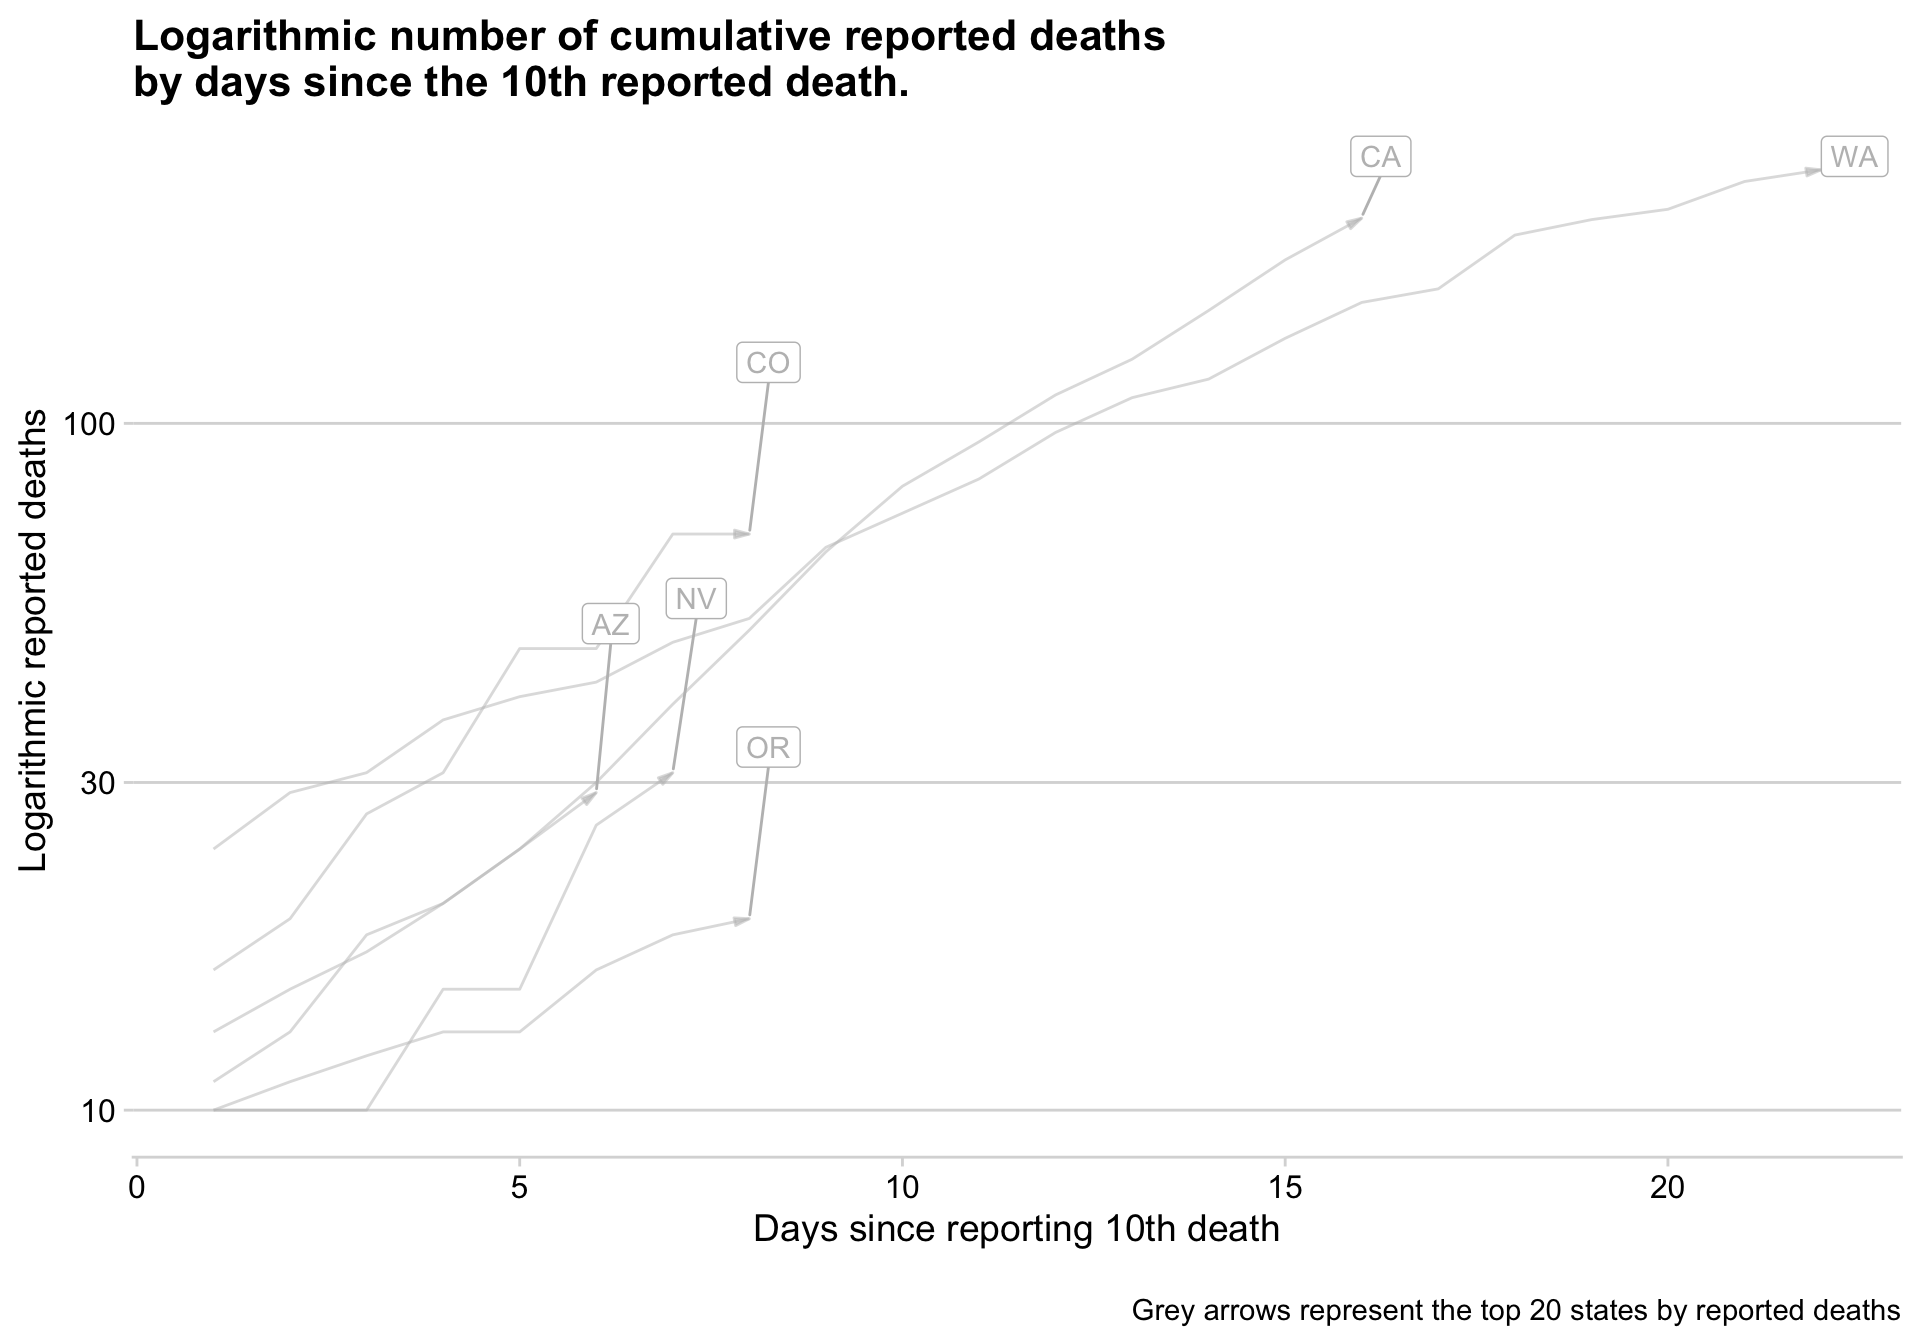 Logarithmic number of cumulative reported deaths
by days since the 10th reported death.
CA
WA
CO
100
NV
AZ
OR
30
10
Logarithmic reported deaths
0 5 10 15 20
Days since reporting 10th death
Grey arrows represent the top 20 states by reported deaths